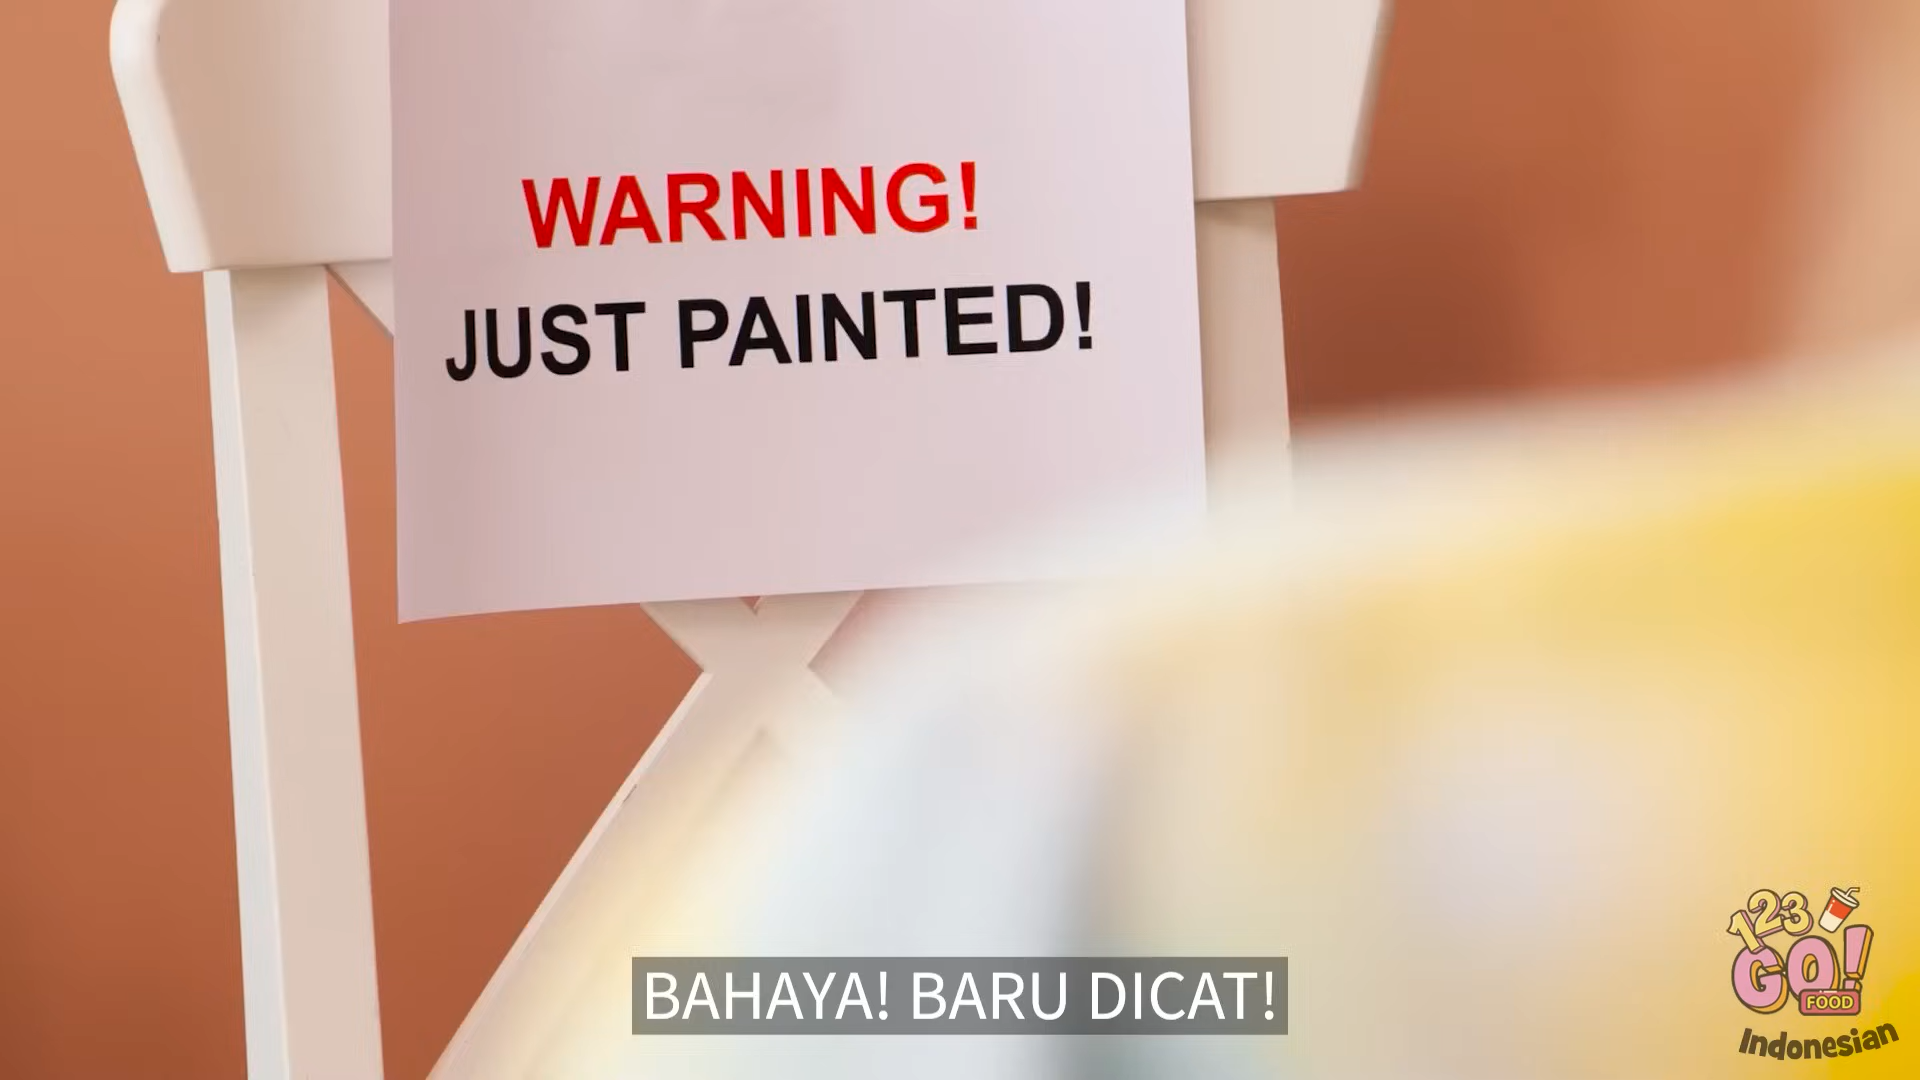 WARNING!
JUST PAINTED!
BAHAYA! BARU DICAT!
123
GO!
FOOD
Indonesian